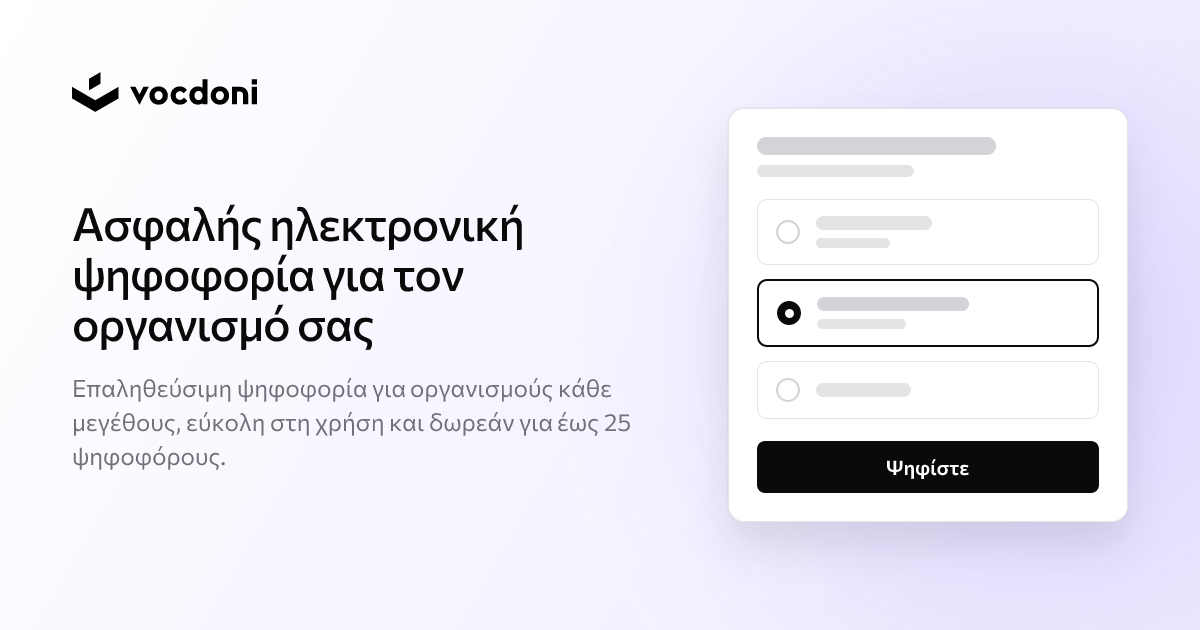 vocdoni
Ασφαλής ηλεκτρονική
ψηφοφορία για τον
οργανισμό σας
Επαληθεύσιμη ψηφοφορία για οργανισμούς κάθε
μεγέθους, εύκολη στη χρήση και δωρεάν για έως 25
ψηφοφόρους.
Ψηφίστε